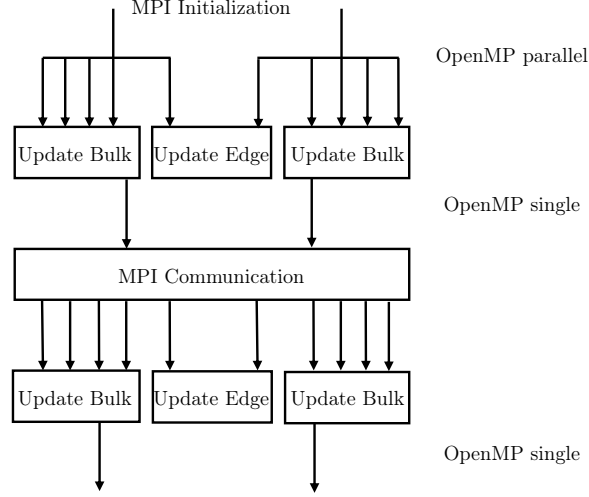 MPI Initialization
OpenMP parallel
Update Bulk
Update Edge
Update Bulk
OpenMP single
MPI Communication
Update Bulk
Update Edge
Update Bulk
OpenMP single